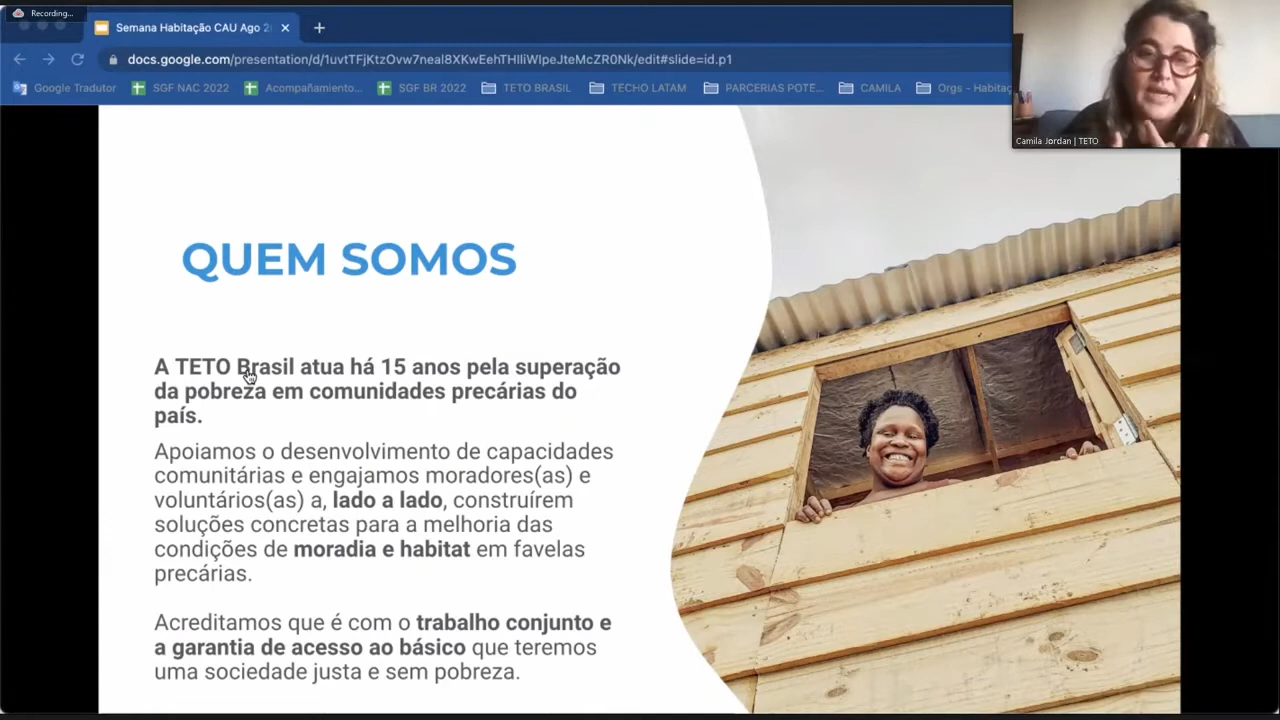 Recording...
Semana Habitação CAU Ago 2
docs.google.com/presentation/d/1uvtTFjKtzOvw7neal8XKwEehTHIliWIpeJteMcZR0Nk/edit#slide=id.p1
Google Tradutor SGF NAC 2022 Acompañamiento... SGF BR 2022 TETO BRASIL TECHO LATAM PARCERIAS POTE... CAMILA Orgs - Habitaç
Camila Jordan | TETO
QUEM SOMOS
A TETO Brasil atua há 15 anos pela superação
da pobreza em comunidades precárias do
país.
Apoiamos o desenvolvimento de capacidades
comunitárias e engajamos moradores(as) e
voluntários(as) a, lado a lado, construírem
soluções concretas para a melhoria das
condições de moradia e habitat em favelas
precárias.
Acreditamos que é com o trabalho conjunto e
a garantia de acesso ao básico que teremos
uma sociedade justa e sem pobreza.